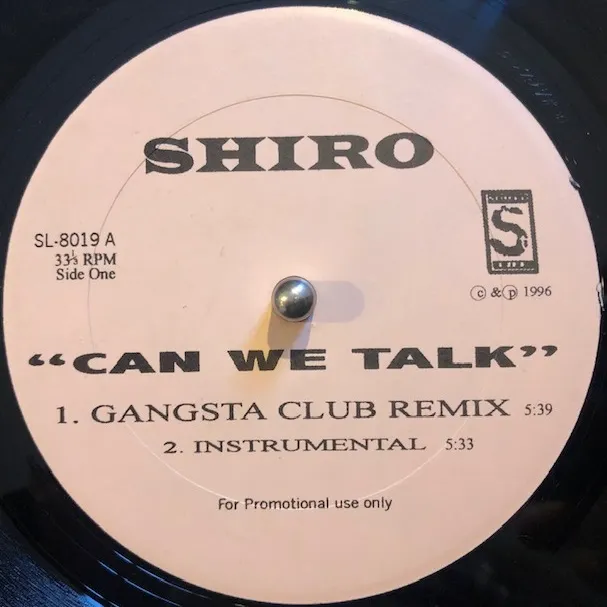 SHIRO
SL-8019 A
33⅓ RPM
Side One
S
ⓒ &ⓟ 1996
“CAN WE TALK”
1. GANGSTA CLUB REMIX 5:39
2. INSTRUMENTAL 5:33
For Promotional use only